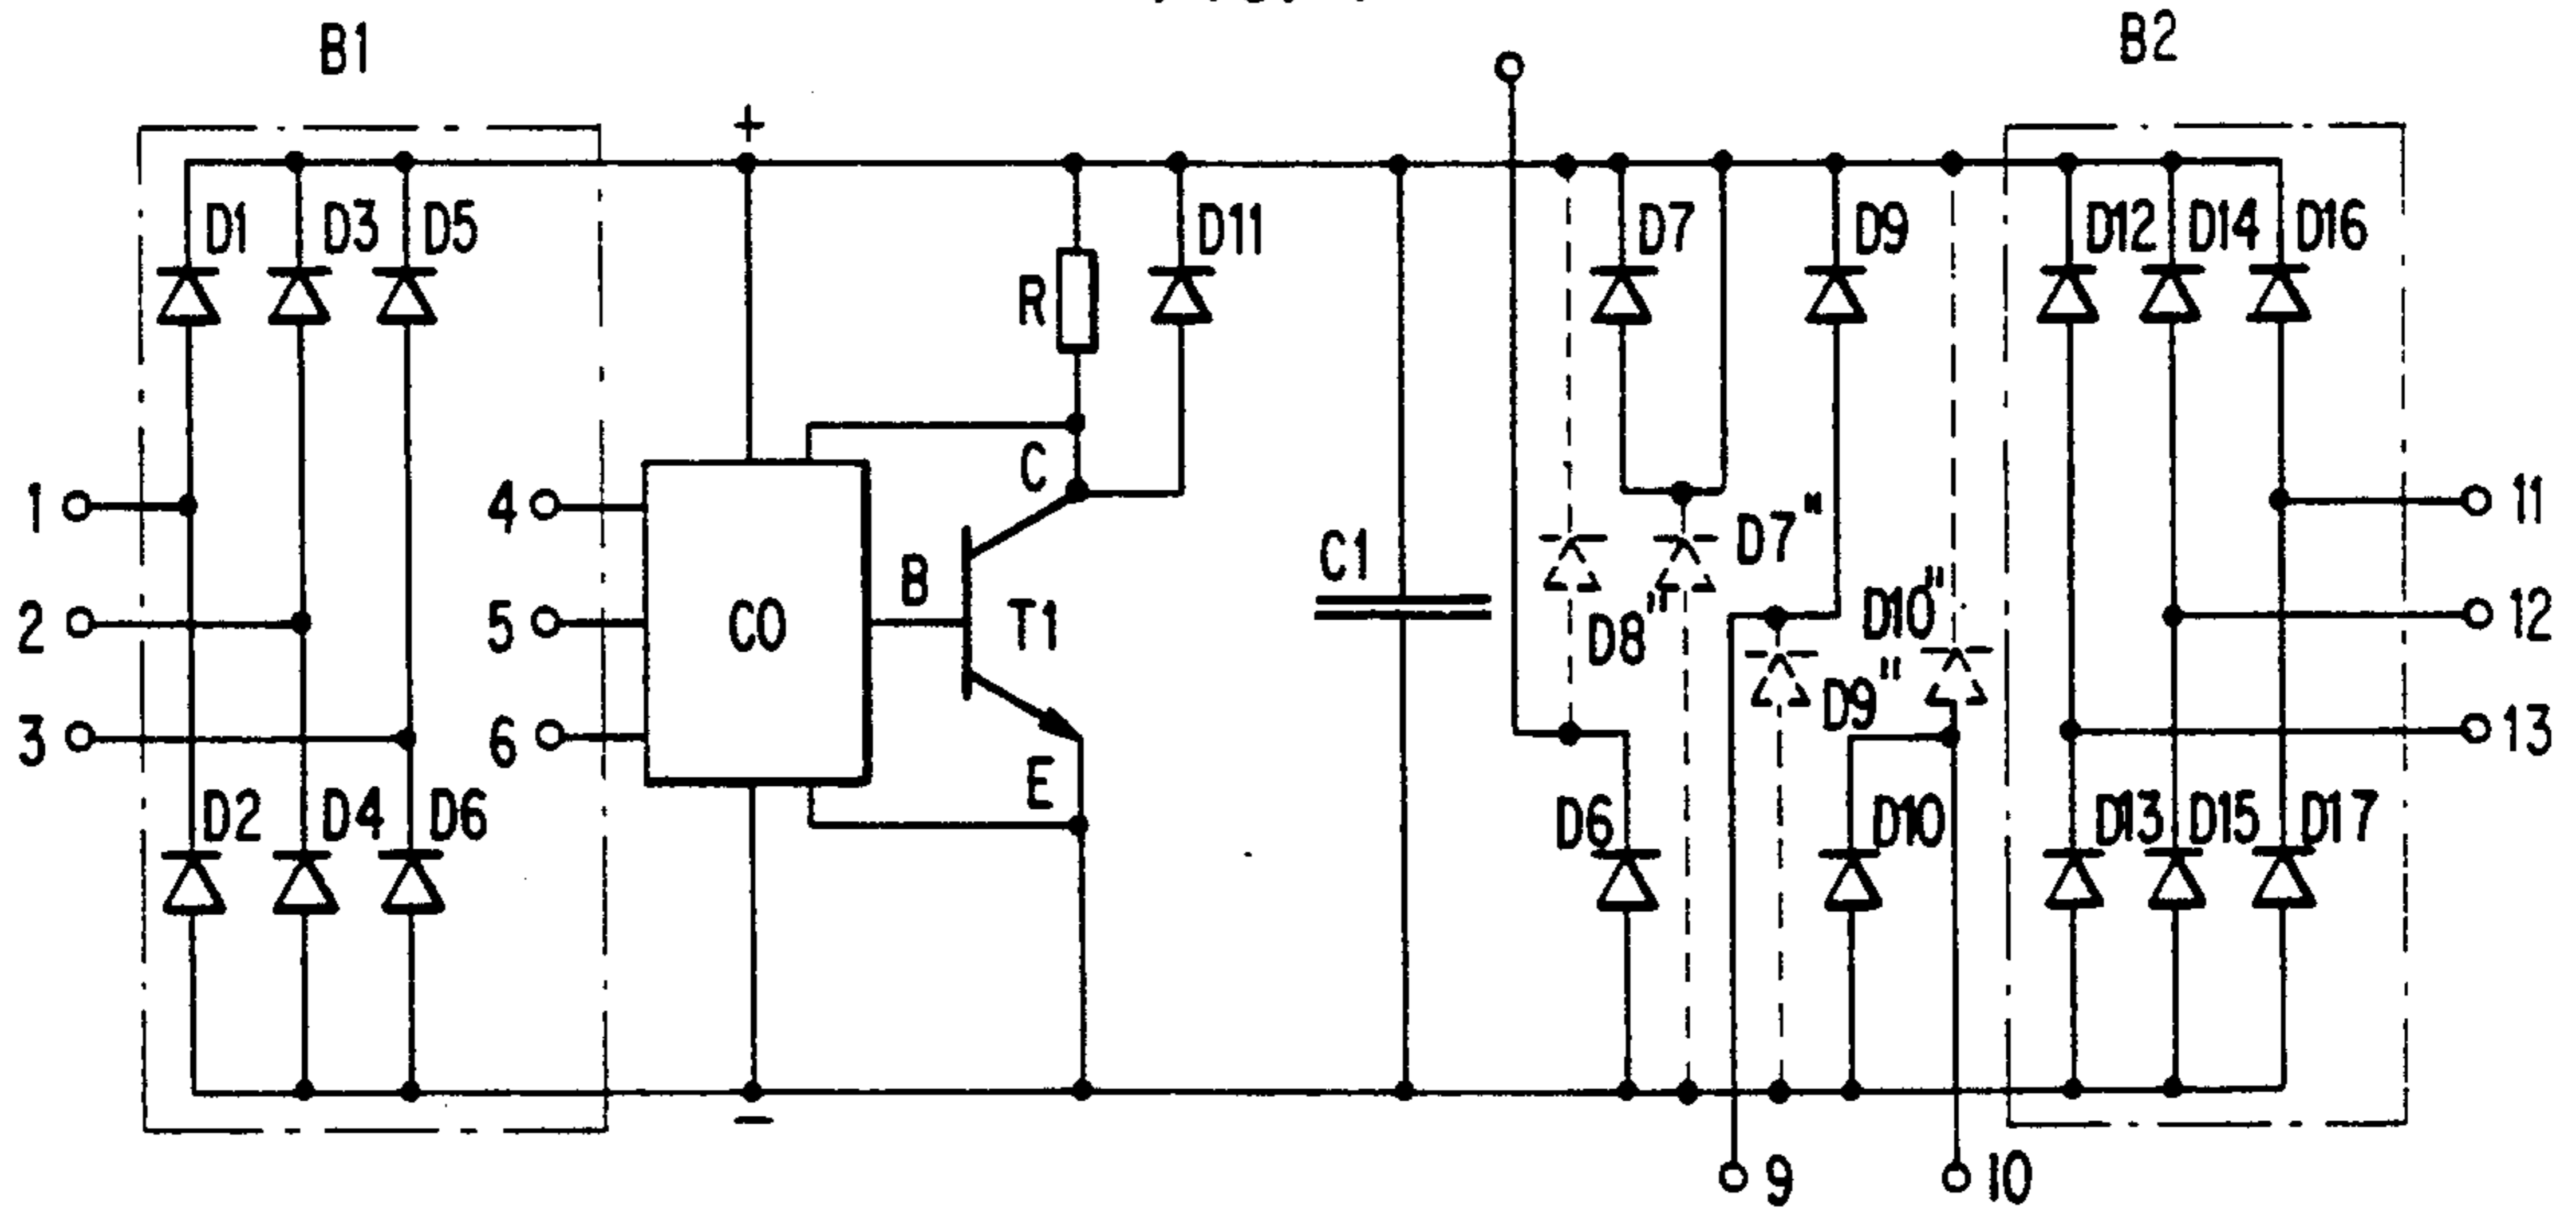 B1
B2
+
D1 D3 D5
D11
D7 D9
D12 D14 D16
R
C
1
4
D7"
11
B
C1
2
5
CO
T1
D8"
D10"
12
3
6
D9"
13
E
D2 D4 D6
D6
D10
D13 D15 D17
−
9
10